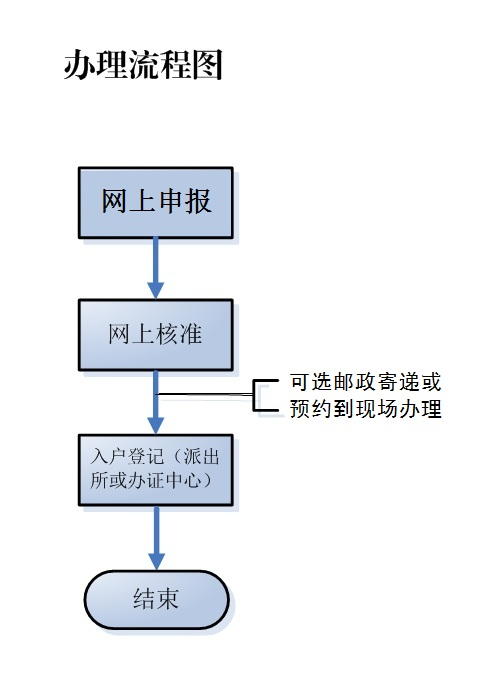 办理流程图
网上申报
网上核准
可选邮政寄递或
预约到现场办理
入户登记（派出
所或办证中心）
结束